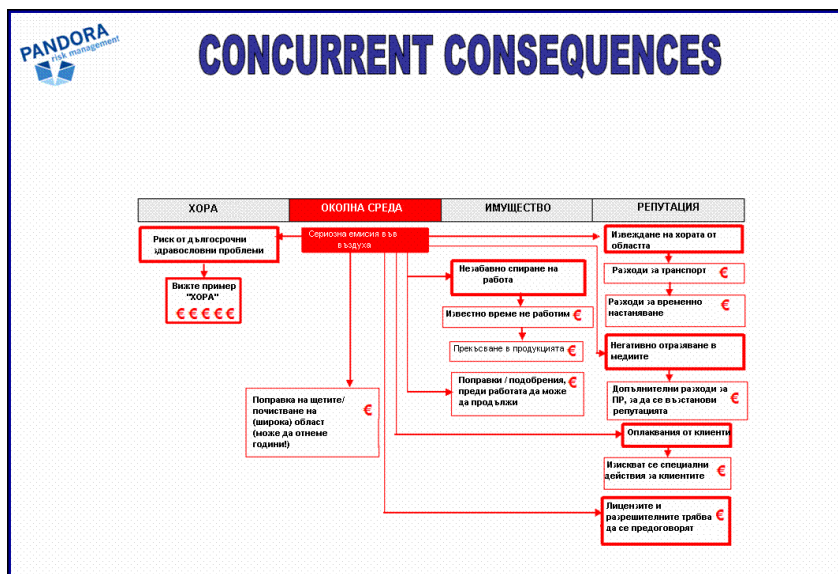 PANDORA
risk management
CONCURRENT CONSEQUENCES
ХОРА
ОКОЛНА СРЕДА
ИМУЩЕСТВО
РЕПУТАЦИЯ
Риск от дългосрочни
здравословни проблеми
Вижте пример
"ХОРА"
€ € € € €
Сериозна емисия във
въздуха
Поправка на щетите/
почистване на
(широка) област
(може да отнеме
години!)
€
Незабавно спиране на
работа
Известно време не работим €
Прекъсване в продукцията €
Поправки / подобрения,
преди работата да може
да продължи
€
Извеждане на хората от
областта
Разходи за транспорт €
Разходи за временно
настаняване
€
Негативно отразяване в
медиите
Допълнителни разходи за
ПР, за да се възстанови
репутацията
€
Оплаквания от клиенти
Изискват се специални
действия за клиентите
€
Лицензите и
разрешителните трябва
да се предоговорят
€